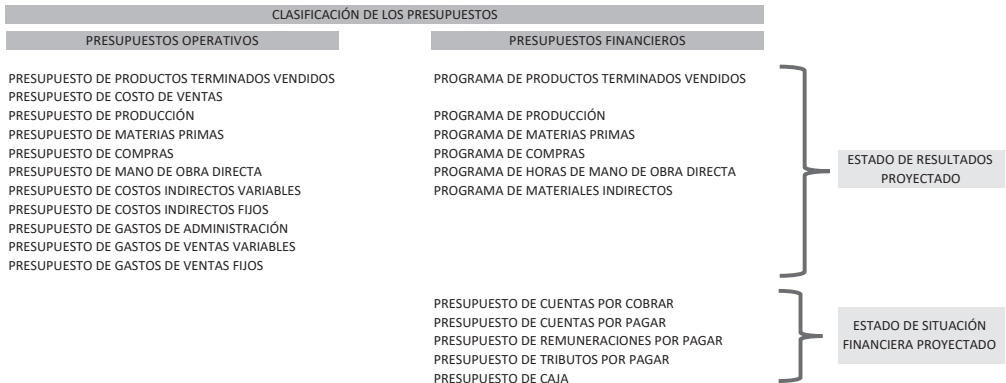 CLASIFICACIÓN DE LOS PRESUPUESTOS
PRESUPUESTOS OPERATIVOS
PRESUPUESTO DE PRODUCTOS TERMINADOS VENDIDOS
PRESUPUESTO DE COSTO DE VENTAS
PRESUPUESTO DE PRODUCCIÓN
PRESUPUESTO DE MATERIAS PRIMAS
PRESUPUESTO DE COMPRAS
PRESUPUESTO DE MANO DE OBRA DIRECTA
PRESUPUESTO DE COSTOS INDIRECTOS VARIABLES
PRESUPUESTO DE COSTOS INDIRECTOS FIJOS
PRESUPUESTO DE GASTOS DE ADMINISTRACIÓN
PRESUPUESTO DE GASTOS DE VENTAS VARIABLES
PRESUPUESTO DE GASTOS DE VENTAS FIJOS
PRESUPUESTOS FINANCIEROS
PROGRAMA DE PRODUCTOS TERMINADOS VENDIDOS
PROGRAMA DE PRODUCCIÓN
PROGRAMA DE MATERIAS PRIMAS
PROGRAMA DE COMPRAS
PROGRAMA DE HORAS DE MANO DE OBRA DIRECTA
PROGRAMA DE MATERIALES INDIRECTOS
ESTADO DE RESULTADOS
PROYECTADO
PRESUPUESTO DE CUENTAS POR COBRAR
PRESUPUESTO DE CUENTAS POR PAGAR
PRESUPUESTO DE REMUNERACIONES POR PAGAR
PRESUPUESTO DE TRIBUTOS POR PAGAR
PRESUPUESTO DE CAJA
ESTADO DE SITUACIÓN
FINANCIERA PROYECTADO